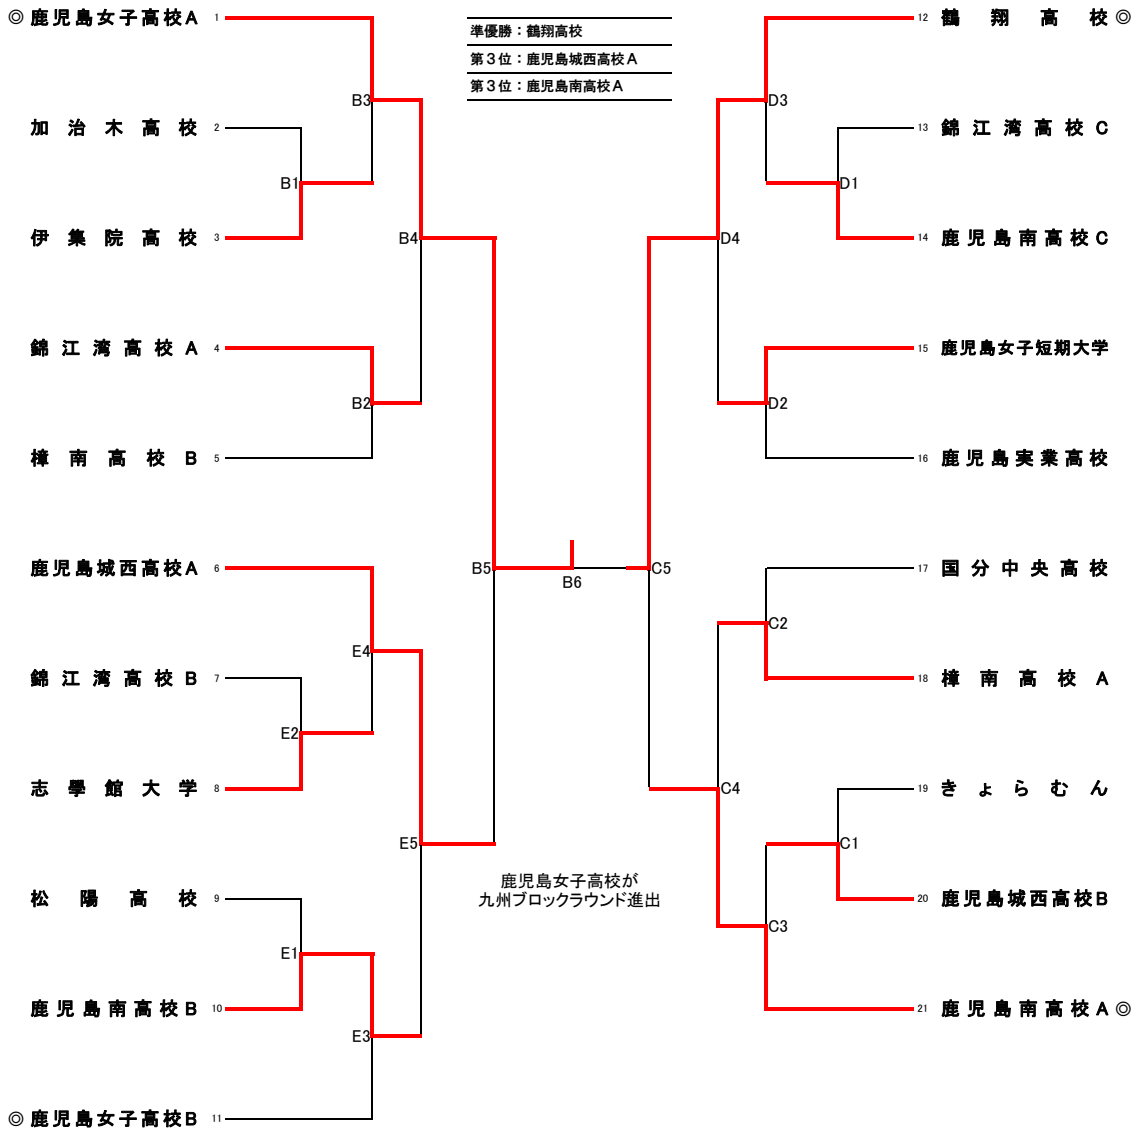 ◎ 鹿児島女子高校A 1
加治木高校 2
伊集院高校 3
錦江湾高校A 4
樟南高校B 5
鹿児島城西高校A 6
錦江湾高校B 7
志學館大学 8
松陽高校 9
鹿児島南高校B 10
◎ 鹿児島女子高校B 11
B3
B1
B4
B2
E4
E2
E5
E1
E3
準優勝：鶴翔高校
第３位：鹿児島城西高校A
第３位：鹿児島南高校A
B5
B6
C5
鹿児島女子高校が
九州ブロックラウンド進出
D3
D1
D4
D2
C2
C4
C1
C3
12 鶴翔高校 ◎
13 錦江湾高校C
14 鹿児島南高校C
15 鹿児島女子短期大学
16 鹿児島実業高校
17 国分中央高校
18 樟南高校A
19 きょらむん
20 鹿児島城西高校B
21 鹿児島南高校A ◎